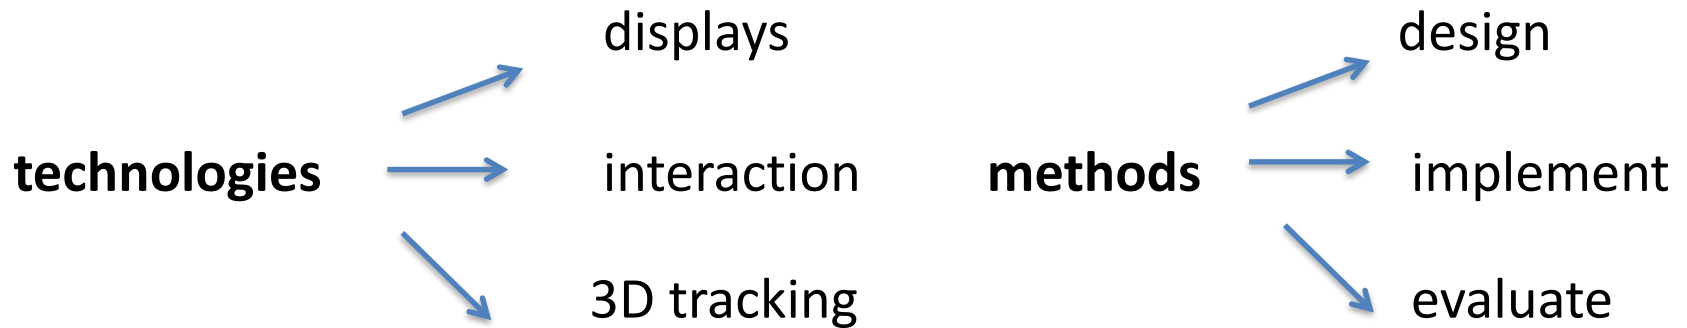 displays
technologies
interaction
3D tracking
design
methods
implement
evaluate